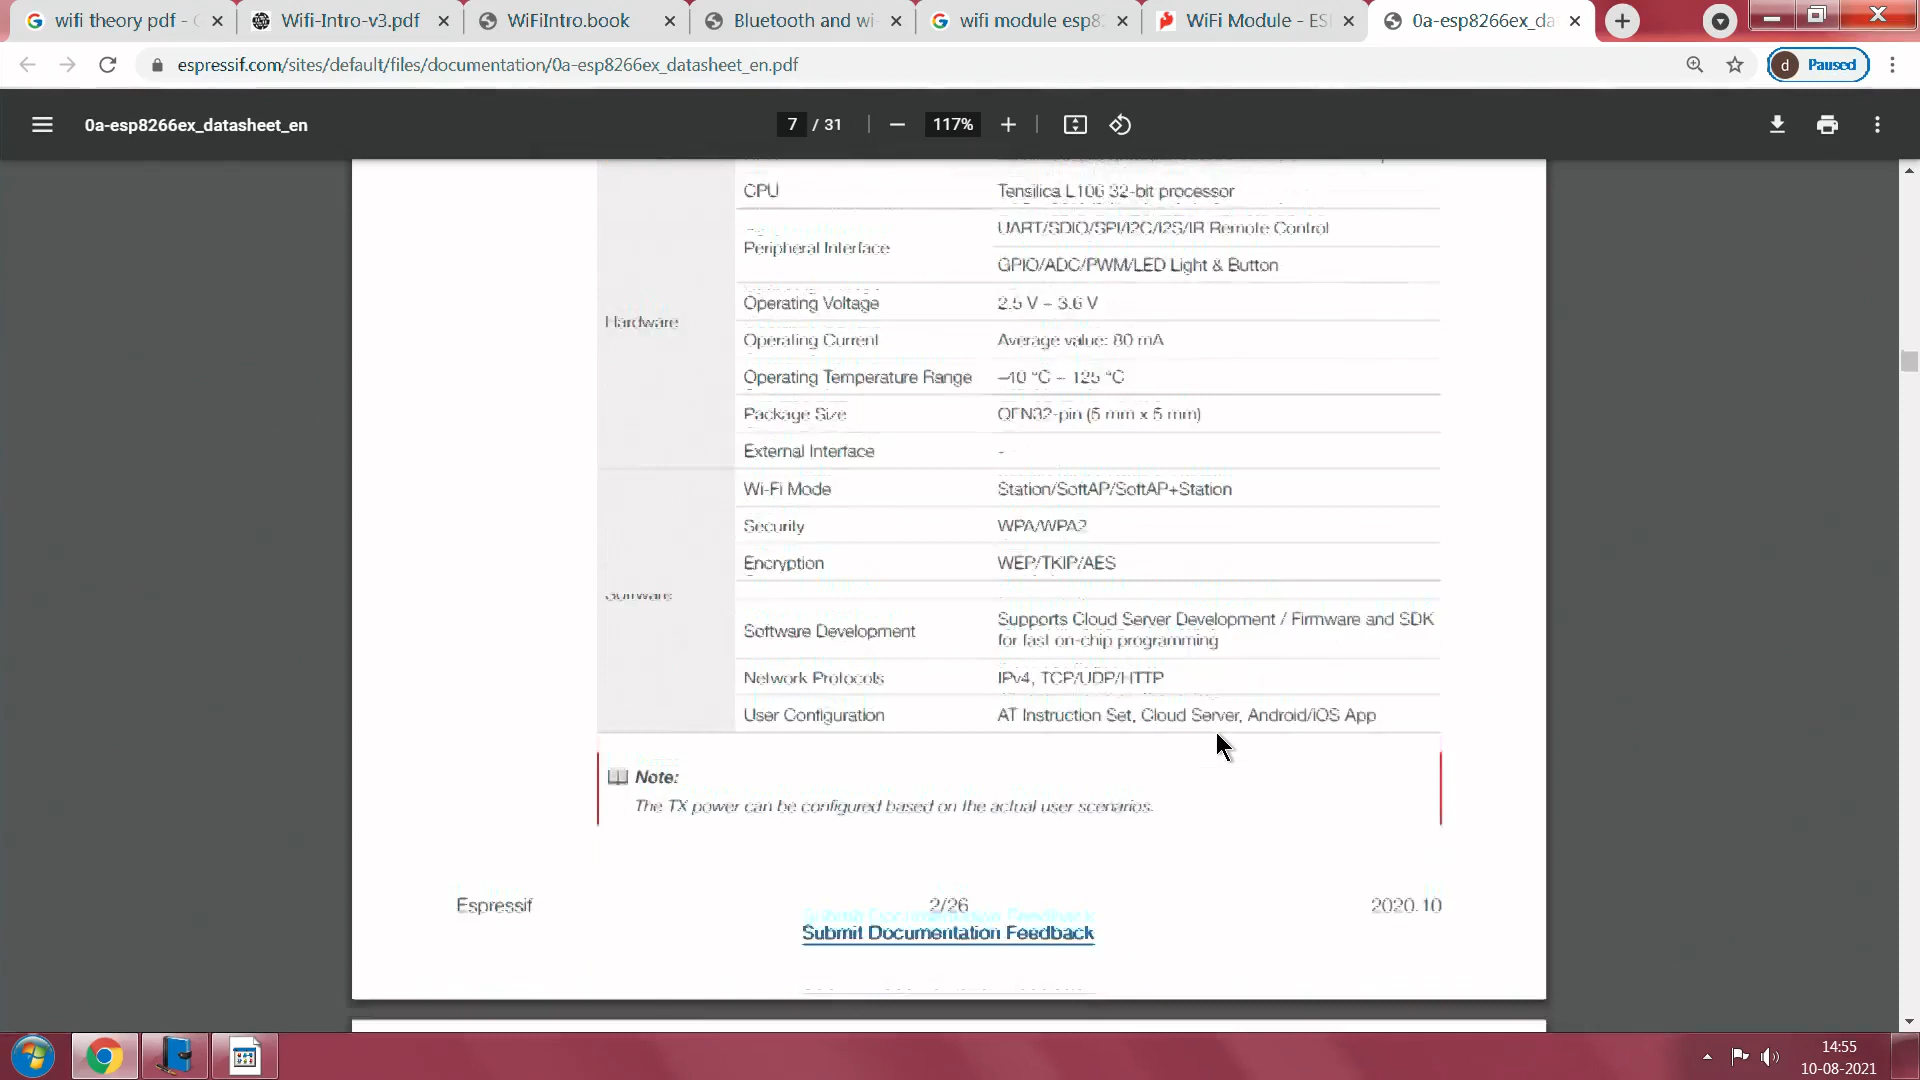 wifi theory pdf -
Wifi-Intro-v3.pdf
WiFiIntro.book
Bluetooth and wi
wifi module esp8
WiFi Module - ES
0a-esp8266ex_da
espressif.com/sites/default/files/documentation/0a-esp8266ex_datasheet_en.pdf
d Paused
0a-esp8266ex_datasheet_en
7 / 31
117%
CPU Tensilica L106 32-bit processor
UART/SDIO/SPI/I2C/I2S/IR Remote Control
Peripheral Interface
GPIO/ADC/PWM/LED Light & Button
Operating Voltage 2.5 V ~ 3.6 V
Hardware
Operating Current Average value: 80 mA
Operating Temperature Range –40 °C ~ 125 °C
Package Size QFN32-pin (5 mm x 5 mm)
External Interface -
Wi-Fi Mode Station/SoftAP/SoftAP+Station
Security WPA/WPA2
Encryption WEP/TKIP/AES
Software
Software Development Supports Cloud Server Development / Firmware and SDK
for fast on-chip programming
Network Protocols IPv4, TCP/UDP/HTTP
User Configuration AT Instruction Set, Cloud Server, Android/iOS App
Note:
The TX power can be configured based on the actual user scenarios.
Espressif 2/26 2020.10
Submit Documentation Feedback
14:55
10-08-2021